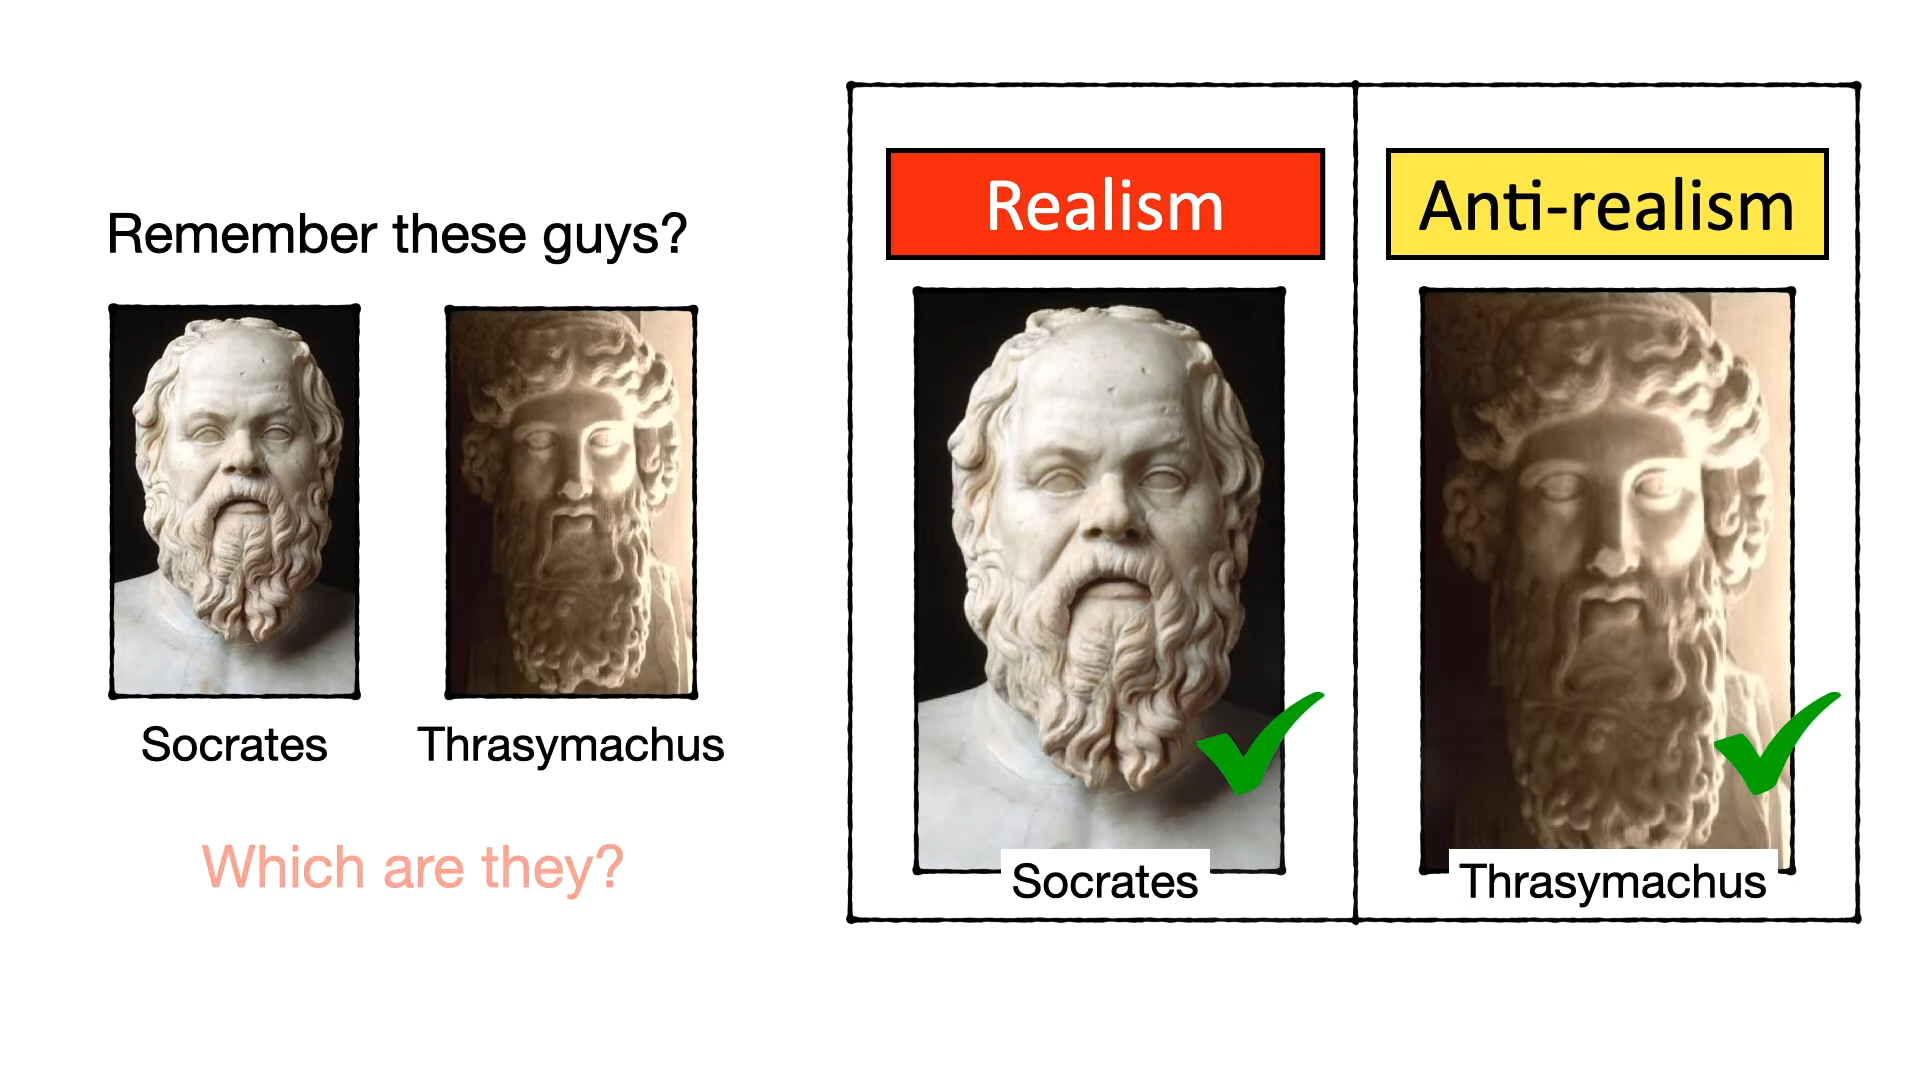 Remember these guys?
Socrates
Thrasymachus
Which are they?
Realism
Anti-realism
Socrates
Thrasymachus